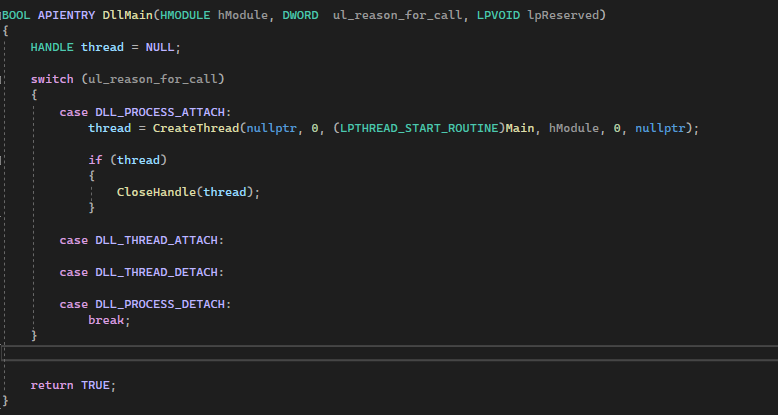 BOOL APIENTRY DllMain(HMODULE hModule, DWORD  ul_reason_for_call, LPVOID lpReserved)
{
    HANDLE thread = NULL;
    switch (ul_reason_for_call)
    {
        case DLL_PROCESS_ATTACH:
            thread = CreateThread(nullptr, 0, (LPTHREAD_START_ROUTINE)Main, hModule, 0, nullptr);
            if (thread)
            {
                CloseHandle(thread);
            }
        case DLL_THREAD_ATTACH:
        case DLL_THREAD_DETACH:
        case DLL_PROCESS_DETACH:
            break;
    }
    return TRUE;
}